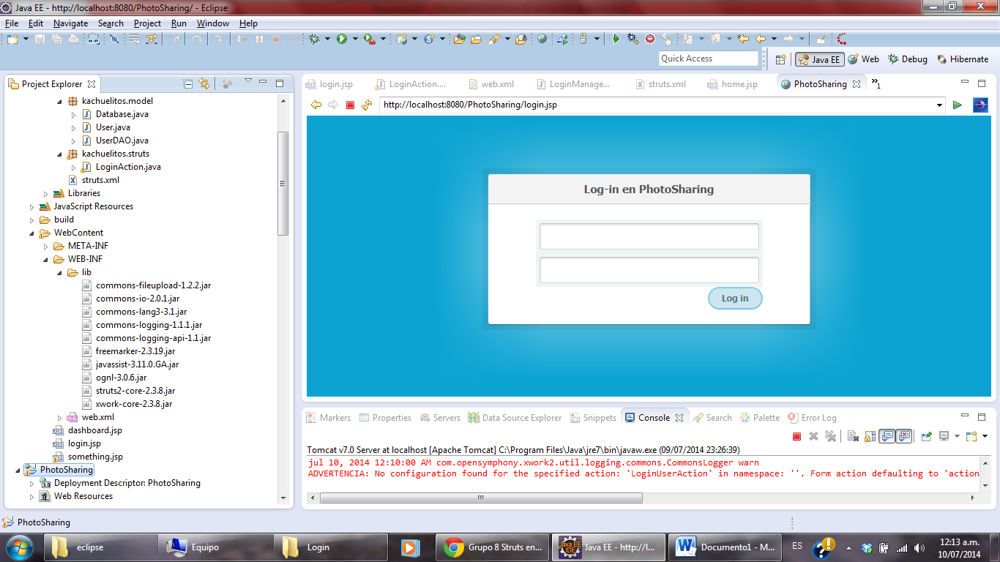 Java EE - http://localhost:8080/PhotoSharing/ - Eclipse
File Edit Navigate Search Project Run Window Help
Quick Access
Java EE Web Debug Hibernate
Project Explorer
kachuelitos.model
Database.java
User.java
UserDAO.java
kachuelitos.struts
LoginAction.java
struts.xml
Libraries
JavaScript Resources
build
WebContent
META-INF
WEB-INF
lib
commons-fileupload-1.2.2.jar
commons-io-2.0.1.jar
commons-lang3-3.1.jar
commons-logging-1.1.1.jar
commons-logging-api-1.1.jar
freemarker-2.3.19.jar
javassist-3.11.0.GA.jar
ognl-3.0.6.jar
struts2-core-2.3.8.jar
xwork-core-2.3.8.jar
web.xml
dashboard.jsp
login.jsp
something.jsp
PhotoSharing
Deployment Descriptor: PhotoSharing
Web Resources
login.jsp LoginAction.... web.xml LoginManage... struts.xml home.jsp PhotoSharing »1
http://localhost:8080/PhotoSharing/login.jsp
Log-in en PhotoSharing
Log in
Markers Properties Servers Data Source Explorer Snippets Console Search Palette Error Log
Tomcat v7.0 Server at localhost [Apache Tomcat] C:\Program Files\Java\jre7\bin\javaw.exe (09/07/2014 23:26:39)
jul 10, 2014 12:10:00 AM com.opensymphony.xwork2.util.logging.commons.CommonsLogger warn
ADVERTENCIA: No configuration found for the specified action: 'LoginUserAction' in namespace: ''. Form action defaulting to 'action
PhotoSharing
eclipse Equipo Login Grupo 8 Struts en... Java EE - http://l... Documento1 - M... ES 12:13 a.m.
10/07/2014